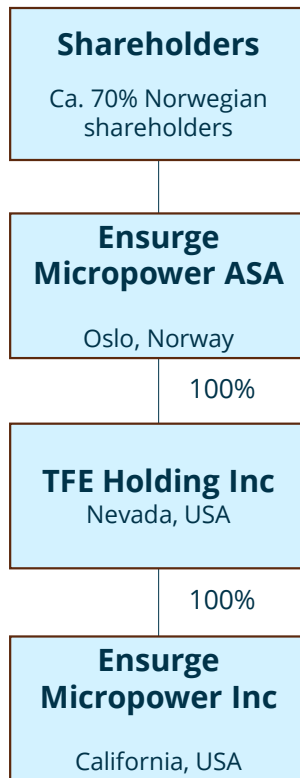 Shareholders
Ca. 70% Norwegian
shareholders
Ensurge
Micropower ASA
Oslo, Norway
100%
TFE Holding Inc
Nevada, USA
100%
Ensurge
Micropower Inc
California, USA